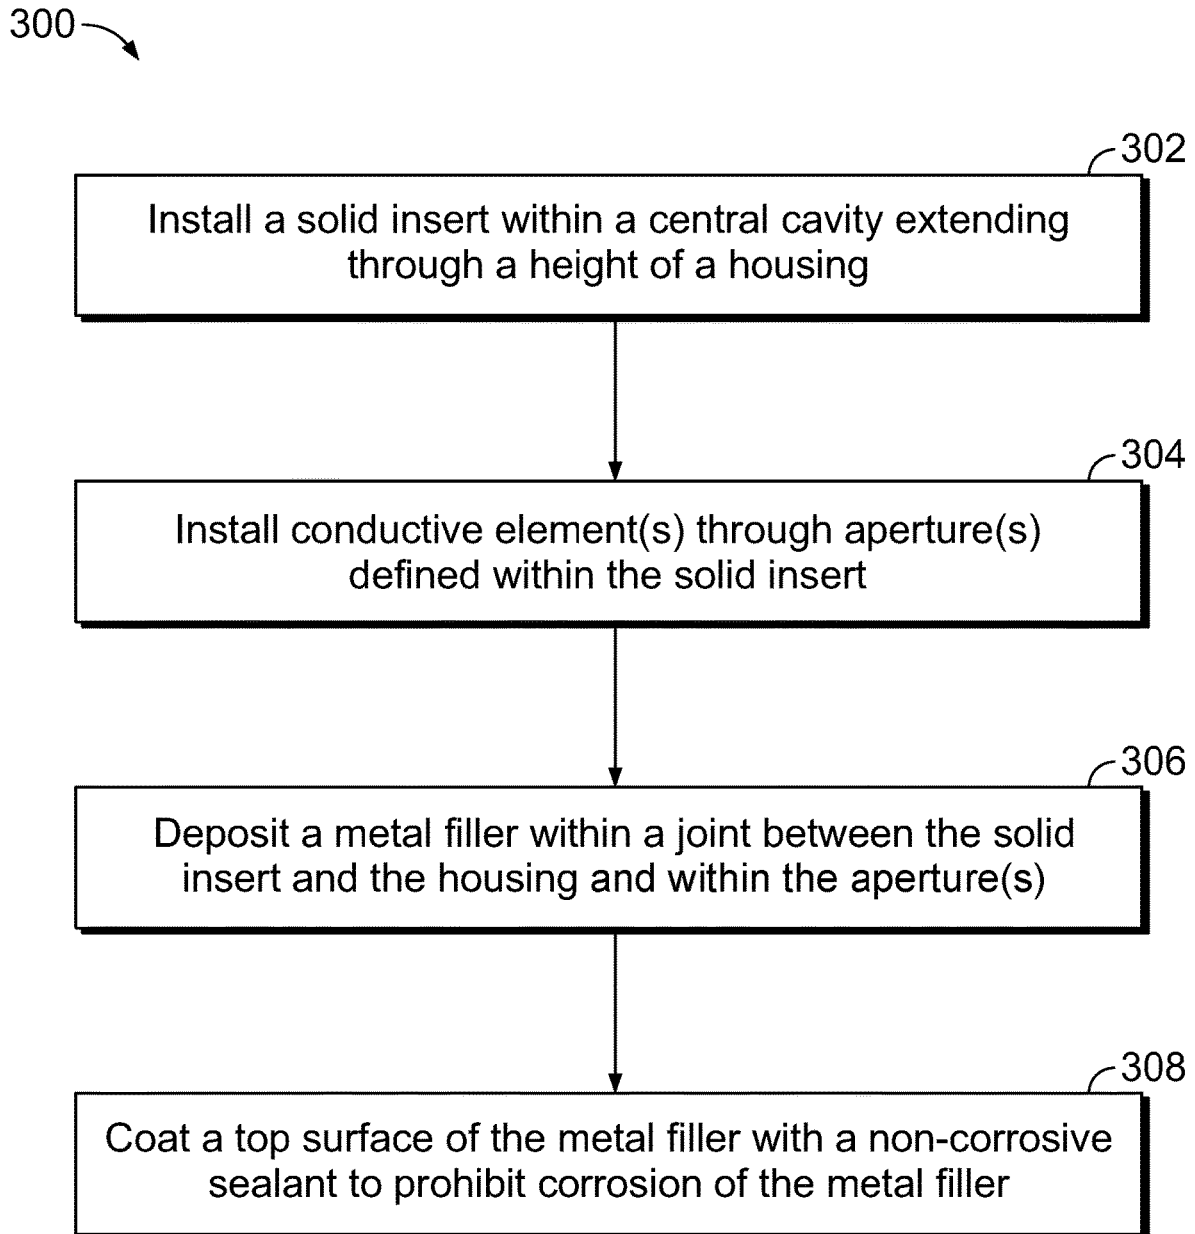 300
302
Install a solid insert within a central cavity extending
through a height of a housing
304
Install conductive element(s) through aperture(s)
defined within the solid insert
306
Deposit a metal filler within a joint between the solid
insert and the housing and within the aperture(s)
308
Coat a top surface of the metal filler with a non-corrosive
sealant to prohibit corrosion of the metal filler